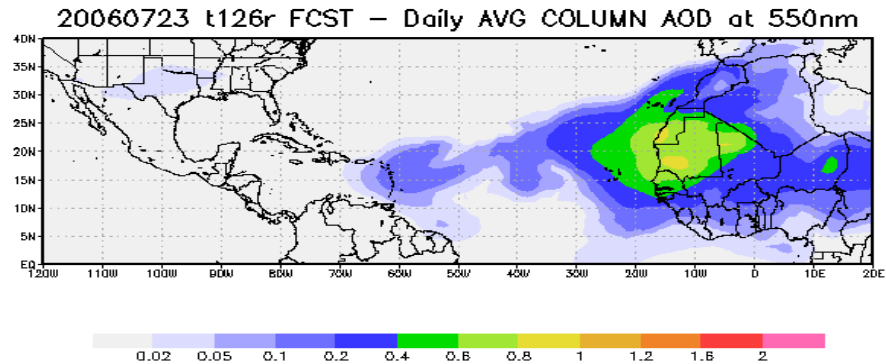 20060723 t126r FCST – Daily AVG COLUMN AOD at 550nm
40N
35N
30N
25N
20N
15N
10N
5N
EQ
120W 110W 100W 90W 80W 70W 60W 50W 40W 30W 20W 10W 0 10E 20E
0.02 0.05 0.1 0.2 0.4 0.6 0.8 1 1.2 1.6 2